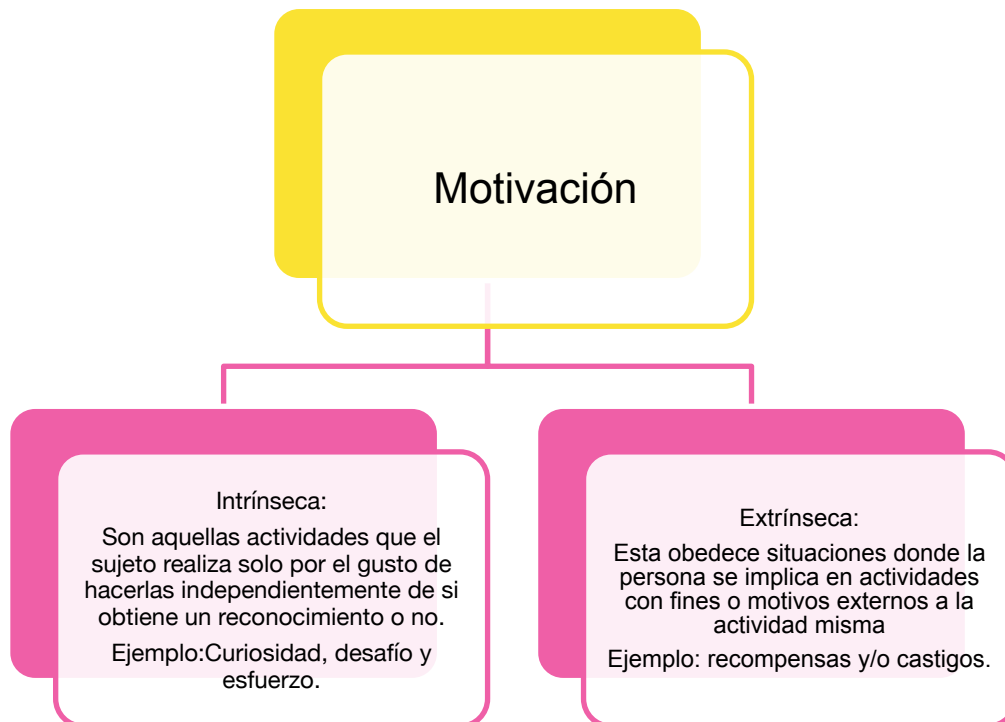 Motivación
Intrínseca:
Son aquellas actividades que el
sujeto realiza solo por el gusto de
hacerlas independientemente de si
obtiene un reconocimiento o no.
Ejemplo:Curiosidad, desafío y
esfuerzo.
Extrínseca:
Esta obedece situaciones donde la
persona se implica en actividades
con fines o motivos externos a la
actividad misma
Ejemplo: recompensas y/o castigos.